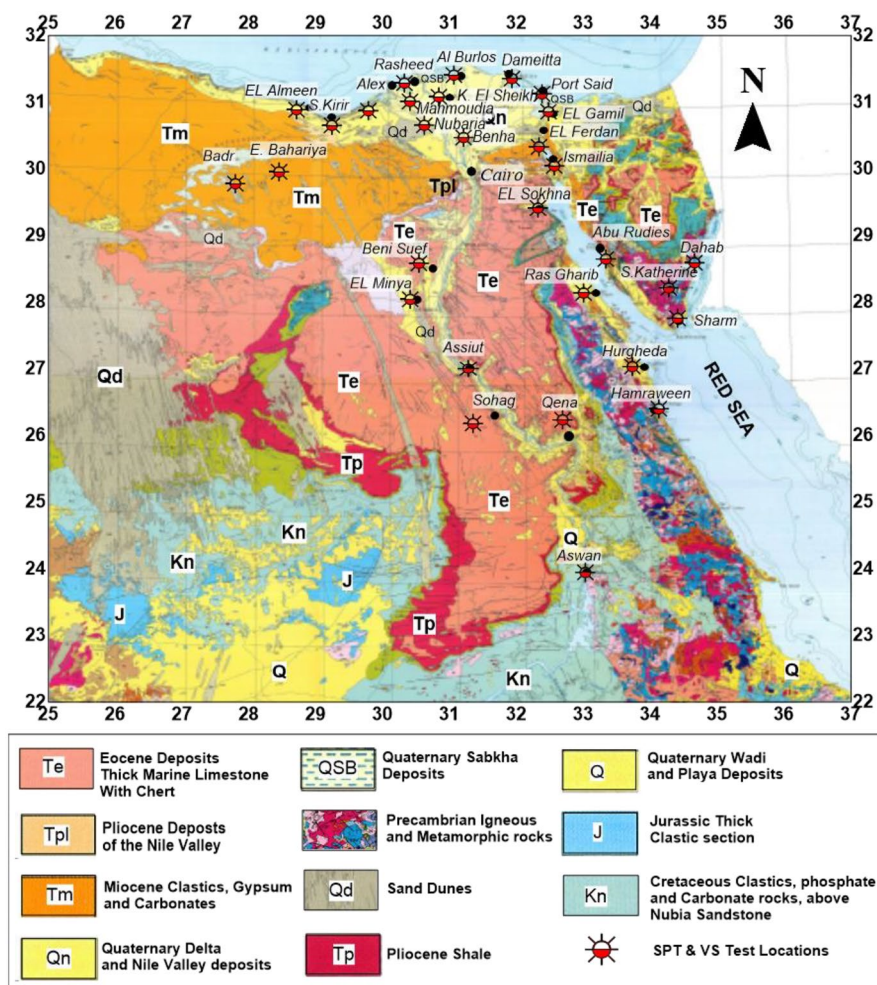 25 26 27 28 29 30 31 32 33 34 35 36 37
32 32
Al Burlos Dameitta
Rasheed
EL Almeen Alex QSB Port Said
31 S.Kirir K. El Sheikh QSB Qd 31
Mahmoudia Qn EL Gamil
Tm Qd Nubaria EL Ferdan
Benha
30 Badr E. Bahariya Ismailia 30
Tpl Cairo
Tm EL Sokhna
Te Te
29 Qd Te Abu Rudies 29
Beni Suef Dahab
Te Ras Gharib S.Katherine
28 EL Minya 28
Qd Sharm
27 Qd Assiut Hurgheda 27
Te Hamraween RED SEA
Sohag Qena
26 26
Tp
25 Te 25
Kn Q
24 Kn Aswan 24
J
J
23 Tp 23
Q Kn Q
22 22
25 26 27 28 29 30 31 32 33 34 35 36 37
N
Te Eocene Deposits
Thick Marine Limestone
With Chert
QSB Quaternary Sabkha
Deposits
Q Quaternary Wadi
and Playa Deposits
Tpl Pliocene Deposts
of the Nile Valley
Precambrian Igneous
and Metamorphic rocks
J Jurassic Thick
Clastic section
Tm Miocene Clastics, Gypsum
and Carbonates
Qd Sand Dunes
Kn Cretaceous Clastics, phosphate
and Carbonate rocks, above
Nubia Sandstone
Qn Quaternary Delta
and Nile Valley deposits
Tp Pliocene Shale
SPT & VS Test Locations